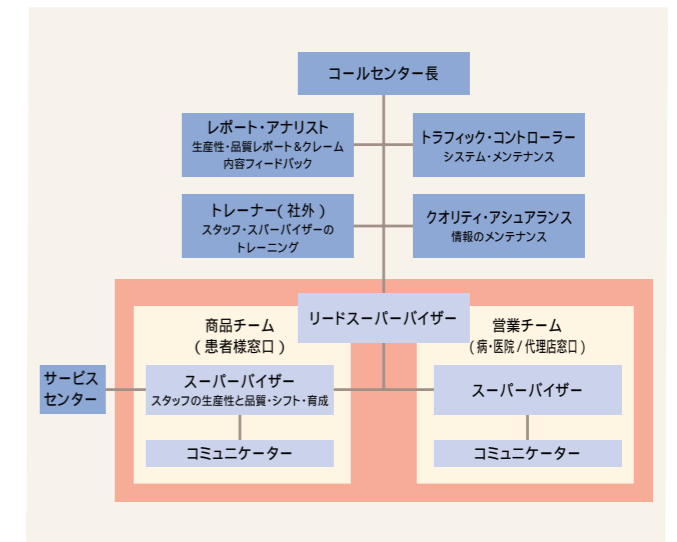 コールセンター長
レポート・アナリスト
生産性・品質レポート&クレーム
内容フィードバック
トラフィック・コントローラー
システム・メンテナンス
トレーナー(社外)
スタッフ・スパーバイザーの
トレーニング
クオリティ・アシュアランス
情報のメンテナンス
リードスーパーバイザー
商品チーム
(患者様窓口)
営業チーム
(病・医院/代理店窓口)
サービス
センター
スーパーバイザー
スタッフの生産性と品質・シフト・育成
スーパーバイザー
コミュニケーター
コミュニケーター